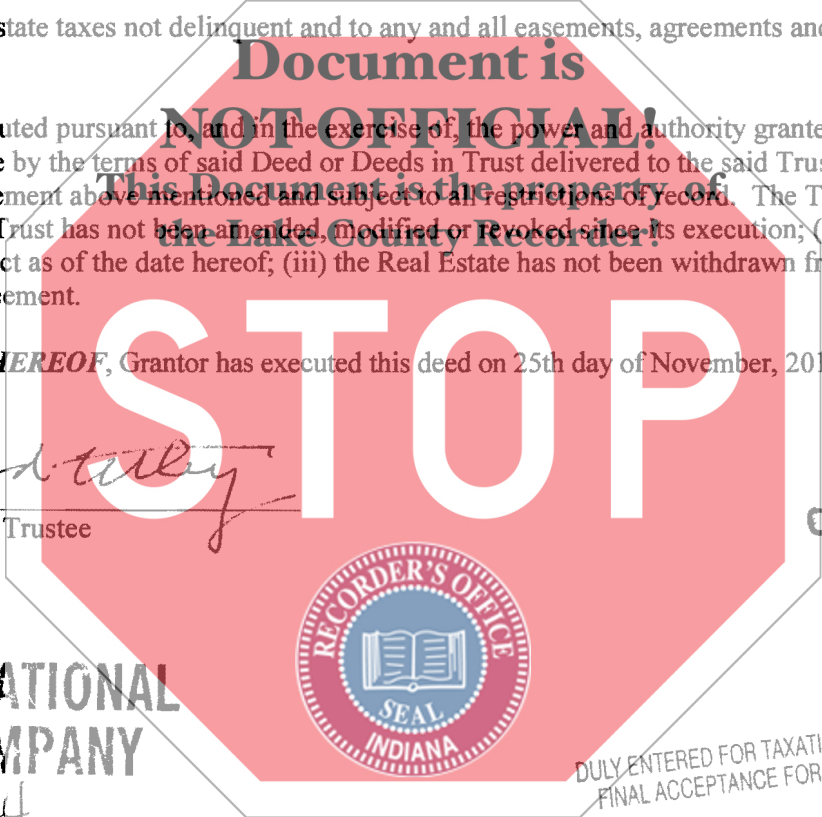 state taxes not delinquent and to any and all easements, agreements and
Document is
NOT OFFICIAL!
uted pursuant to, and in the exercise of, the power and authority grante
e by the terms of said Deed or Deeds in Trust delivered to the said Trus
This Document is the property of
ement above mentioned and subject to all restrictions of record. The T
the Lake County Recorder!
Trust has not been amended, modified or revoked since its execution; (
ct as of the date hereof; (iii) the Real Estate has not been withdrawn fr
eement.
STOP
HEREOF, Grantor has executed this deed on 25th day of November, 201
Trustee
RECORDER'S OFFICE
SEAL
INDIANA
ATIONAL
MPANY
DULY ENTERED FOR TAXATI
FINAL ACCEPTANCE FOR